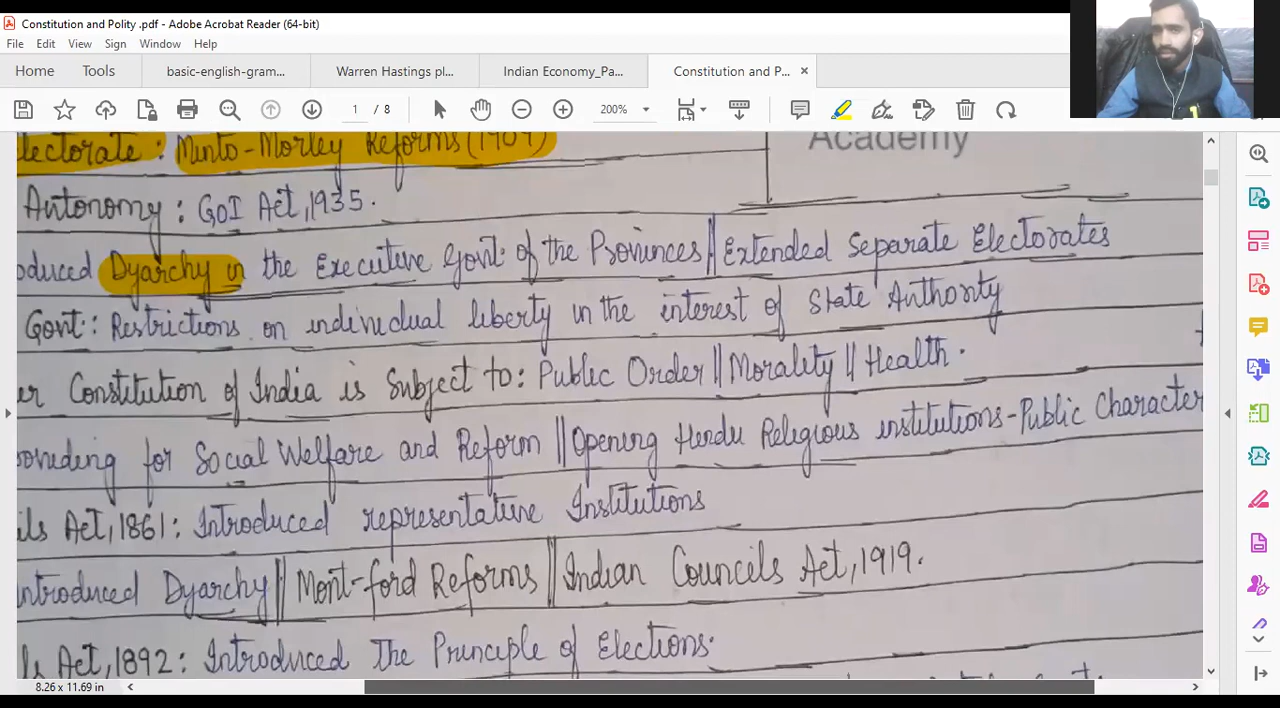 Constitution and Polity .pdf - Adobe Acrobat Reader (64-bit)
File Edit View Sign Window Help
Home Tools basic-english-gram... Warren Hastings pl... Indian Economy_Pa... Constitution and P... ×
1 / 8 200%
Academy
lectorate : Minto-Morley Reforms (1909)
Autonomy : GoI Act, 1935.
oduced Dyarchy in the Executive Govt. of the Provinces || Extended Separate Electorates
Govt.: Restrictions on individual liberty in the interest of State Authority
er Constitution of India is Subject to : Public Order || Morality || Health.
oviding for Social Welfare and Reform || Opening Hindu Religious institutions - Public Character
ils Act, 1861 : Introduced representative Institutions
ntroduced Dyarchy || Mont-ford Reforms || Indian Councils Act, 1919.
ls Act, 1892 : Introduced the Principle of Elections.
8.26 x 11.69 in